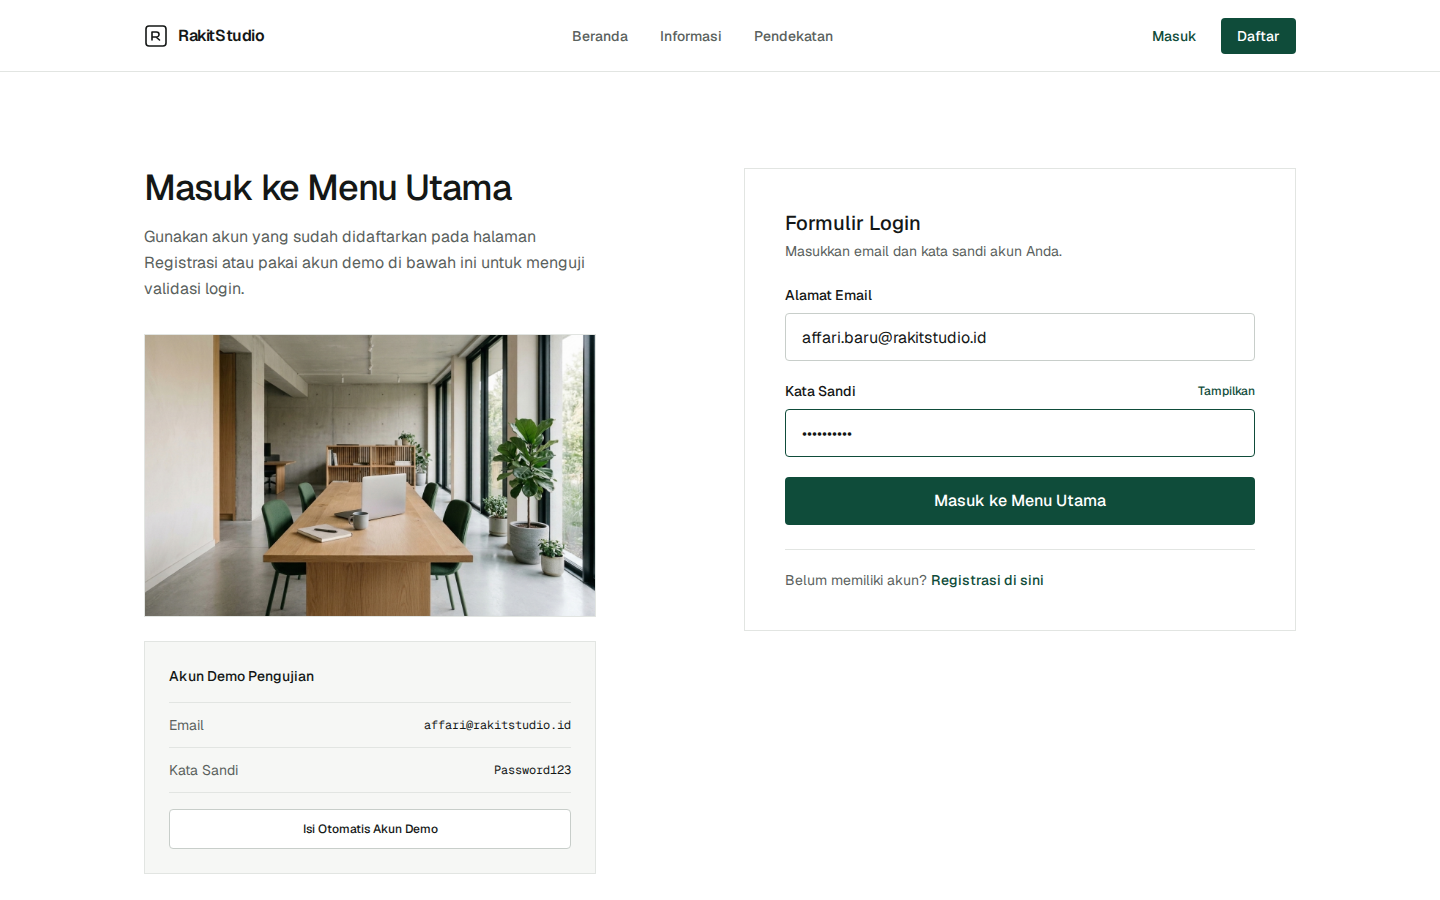 RakitStudio
Beranda
Informasi
Pendekatan
Masuk
Daftar
Masuk ke Menu Utama
Gunakan akun yang sudah didaftarkan pada halaman
Registrasi atau pakai akun demo di bawah ini untuk menguji
validasi login.
Akun Demo Pengujian
Email
affari@rakitstudio.id
Kata Sandi
Password123
Isi Otomatis Akun Demo
Formulir Login
Masukkan email dan kata sandi akun Anda.
Alamat Email
affari.baru@rakitstudio.id
Kata Sandi
Tampilkan
••••••••••
Masuk ke Menu Utama
Belum memiliki akun? Registrasi di sini